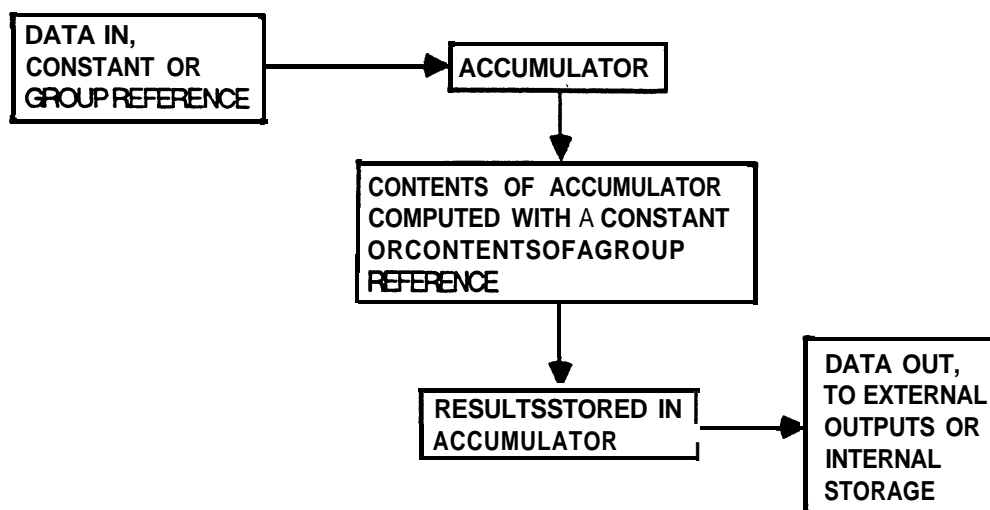 DATA IN,
CONSTANT OR
GROUP REFERENCE
ACCUMULATOR
CONTENTS OF ACCUMULATOR
COMPUTED WITH A CONSTANT
ORCONTENTSOFAGROUP
REFERENCE
RESULTSSTORED IN
ACCUMULATOR
DATA OUT,
TO EXTERNAL
OUTPUTS OR
INTERNAL
STORAGE